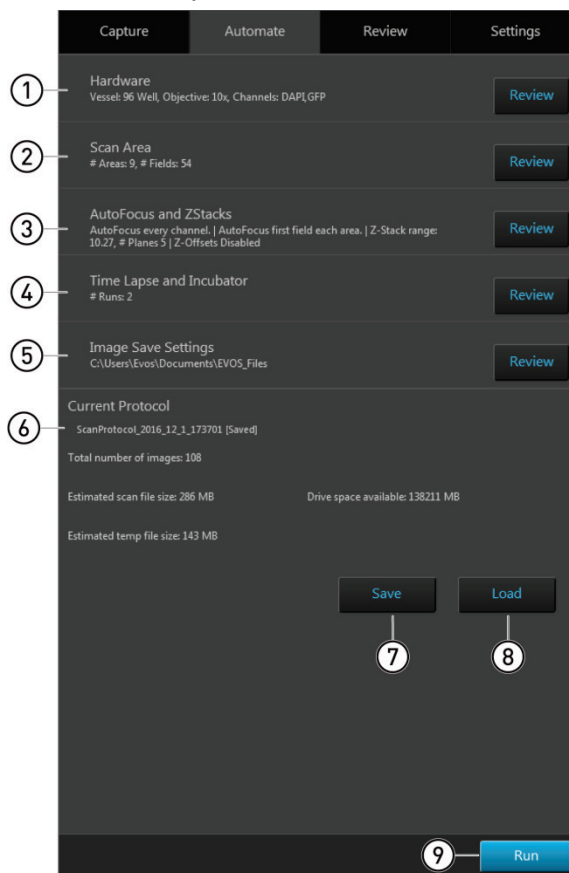 Capture Automate Review Settings
1 Hardware
Vessel: 96 Well, Objective: 10x, Channels: DAPI,GFP
Review
2 Scan Area
# Areas: 9, # Fields: 54
Review
3 AutoFocus and ZStacks
AutoFocus every channel. | AutoFocus first field each area. | Z-Stack range:
10.27, # Planes 5 | Z-Offsets Disabled
Review
4 Time Lapse and Incubator
# Runs: 2
Review
5 Image Save Settings
C:\Users\Evos\Documents\EVOS_Files
Review
Current Protocol
6 ScanProtocol_2016_12_1_173701 [Saved]
Total number of images: 108
Estimated scan file size: 286 MB Drive space available: 138211 MB
Estimated temp file size: 143 MB
Save Load
7 8
9 Run